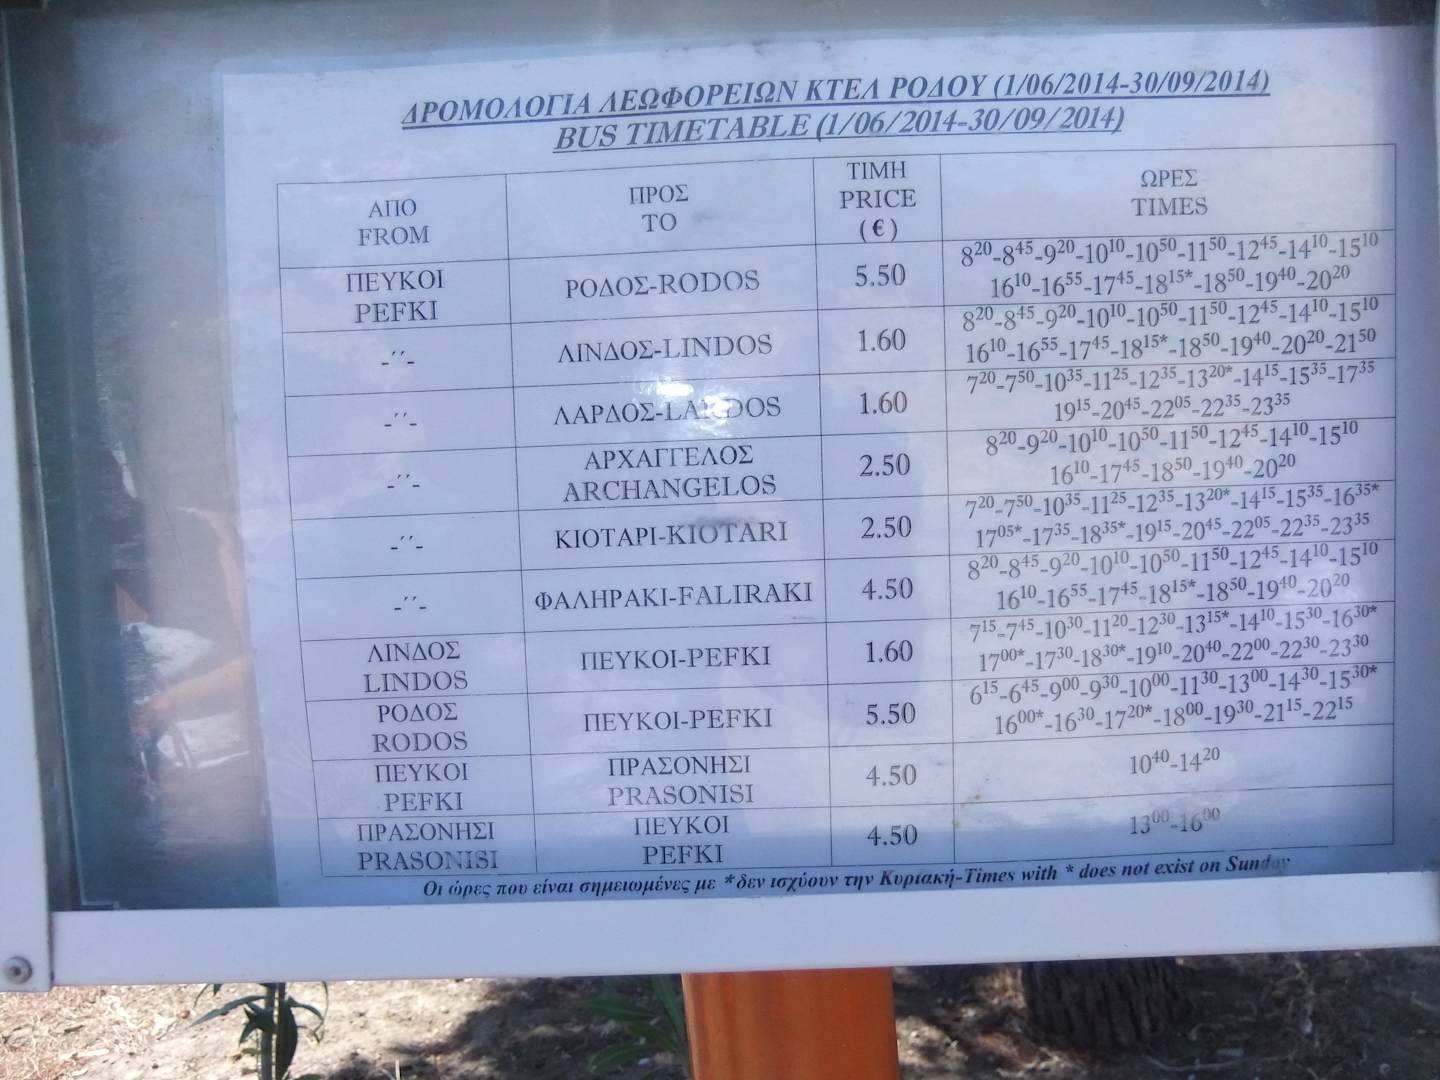 ΔΡΟΜΟΛΟΓΙΑ ΛΕΩΦΟΡΕΙΩΝ ΚΤΕΛ ΡΟΔΟΥ (1/06/2014-30/09/2014)
BUS TIMETABLE (1/06/2014-30/09/2014)
ΑΠΟ
FROM
ΠΡΟΣ
TO
ΤΙΜΗ
PRICE
(€)
ΩΡΕΣ
TIMES
ΠΕΥΚΟΙ
PEFKI
ΡΟΔΟΣ-RODOS
5.50
8²⁰-8⁴⁵-9²⁰-10¹⁰-10⁵⁰-11⁵⁰-12⁴⁵-14¹⁰-15¹⁰
16¹⁰-16⁵⁵-17⁴⁵-18¹⁵*-18⁵⁰-19⁴⁰-20²⁰
-΄΄-
ΛΙΝΔΟΣ-LINDOS
1.60
8²⁰-8⁴⁵-9²⁰-10¹⁰-10⁵⁰-11⁵⁰-12⁴⁵-14¹⁰-15¹⁰
16¹⁰-16⁵⁵-17⁴⁵-18¹⁵*-18⁵⁰-19⁴⁰-20²⁰-21⁵⁰
-΄΄-
ΛΑΡΔΟΣ-LARDOS
1.60
7²⁰-7⁵⁰-10³⁵-11²⁵-12³⁵-13²⁰*-14¹⁵-15³⁵-17³⁵
19¹⁵-20⁴⁵-22⁰⁵-22³⁵-23³⁵
-΄΄-
ΑΡΧΑΓΓΕΛΟΣ
ARCHANGELOS
2.50
8²⁰-9²⁰-10¹⁰-10⁵⁰-11⁵⁰-12⁴⁵-14¹⁰-15¹⁰
16¹⁰-17⁴⁵-18⁵⁰-19⁴⁰-20²⁰
-΄΄-
ΚΙΟΤΑΡΙ-KIOTARI
2.50
7²⁰-7⁵⁰-10³⁵-11²⁵-12³⁵-13²⁰*-14¹⁵-15³⁵-16³⁵*
17⁰⁵*-17³⁵-18³⁵*-19¹⁵-20⁴⁵-22⁰⁵-22³⁵-23³⁵
-΄΄-
ΦΑΛΗΡΑΚΙ-FALIRAKI
4.50
8²⁰-8⁴⁵-9²⁰-10¹⁰-10⁵⁰-11⁵⁰-12⁴⁵-14¹⁰-15¹⁰
16¹⁰-16⁵⁵-17⁴⁵-18¹⁵*-18⁵⁰-19⁴⁰-20²⁰
ΛΙΝΔΟΣ
LINDOS
ΠΕΥΚΟΙ-PEFKI
1.60
7¹⁵-7⁴⁵-10³⁰-11²⁰-12³⁰-13¹⁵*-14¹⁰-15³⁰-16³⁰*
17⁰⁰*-17³⁰-18³⁰*-19¹⁰-20⁴⁰-22⁰⁰-22³⁰-23³⁰
ΡΟΔΟΣ
RODOS
ΠΕΥΚΟΙ-PEFKI
5.50
6¹⁵-6⁴⁵-9⁰⁰-9³⁰-10⁰⁰-11³⁰-13⁰⁰-14³⁰-15³⁰*
16⁰⁰*-16³⁰-17²⁰*-18⁰⁰-19³⁰-21¹⁵-22¹⁵
ΠΕΥΚΟΙ
PEFKI
ΠΡΑΣΟΝΗΣΙ
PRASONISI
4.50
10⁴⁰-14²⁰
ΠΡΑΣΟΝΗΣΙ
PRASONISI
ΠΕΥΚΟΙ
PEFKI
4.50
13⁰⁰-16⁰⁰
Οι ώρες που είναι σημειωμένες με *δεν ισχύουν την Κυριακή-Times with * does not exist on Sunday